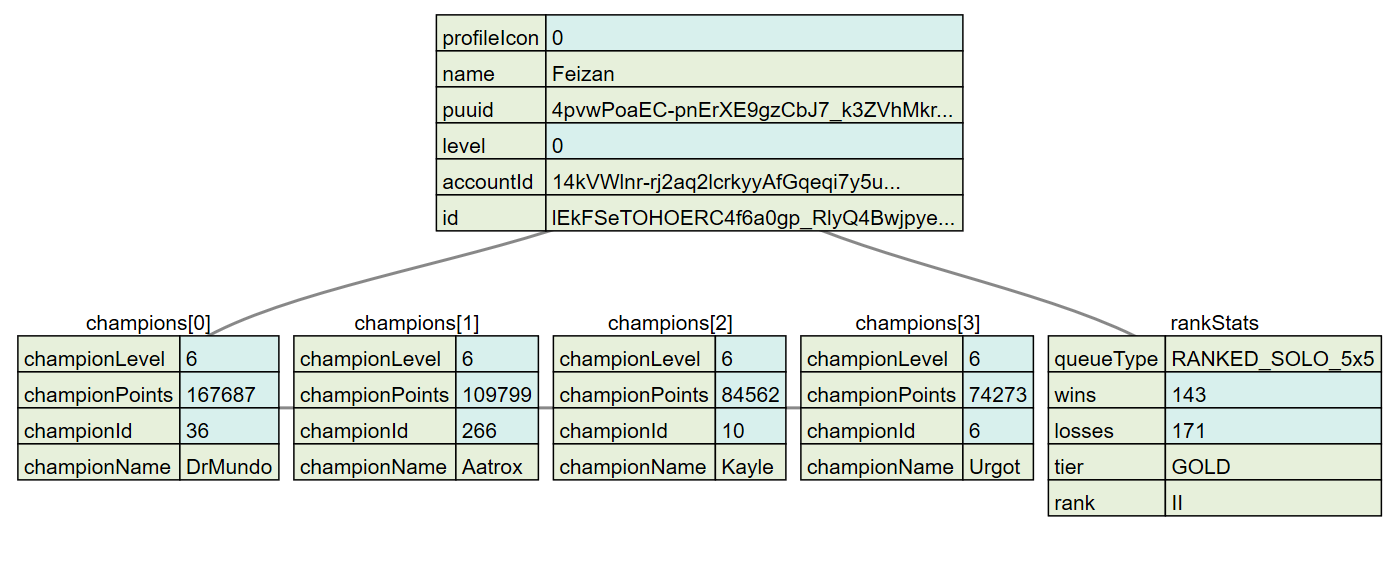 profileIcon 0
name Feizan
puuid 4pvwPoaEC-pnErXE9gzCbJ7_k3ZVhMkr...
level 0
accountId 14kVWlnr-rj2aq2lcrkyyAfGqeqi7y5u...
id lEkFSeTOHOERC4f6a0gp_RlyQ4Bwjpye...
champions[0]
championLevel 6
championPoints 167687
championId 36
championName DrMundo
champions[1]
championLevel 6
championPoints 109799
championId 266
championName Aatrox
champions[2]
championLevel 6
championPoints 84562
championId 10
championName Kayle
champions[3]
championLevel 6
championPoints 74273
championId 6
championName Urgot
rankStats
queueType RANKED_SOLO_5x5
wins 143
losses 171
tier GOLD
rank II